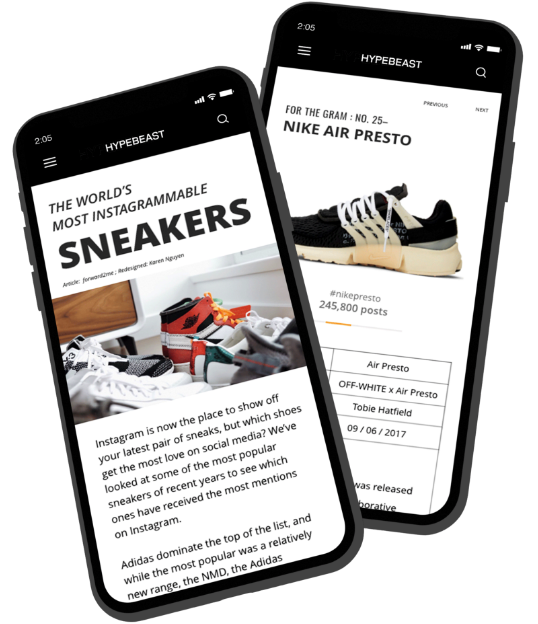 2:05
HYPEBEAST
THE WORLD'S
MOST INSTAGRAMMABLE
SNEAKERS
Article: forward2me ; Redesigned: Karen Nguyen
Instagram is now the place to show off
your latest pair of sneaks, but which shoes
get the most love on social media? We've
looked at some of the most popular
sneakers of recent years to see which
ones have received the most mentions
on Instagram.
Adidas dominate the top of the list, and
while the most popular was a relatively
new range, the NMD, the Adidas
2:05
HYPEBEAST
PREVIOUS NEXT
FOR THE GRAM : NO. 25–
NIKE AIR PRESTO
#nikepresto
245,800 posts
Air Presto
OFF-WHITE x Air Presto
Tobie Hatfield
09 / 06 / 2017
was released